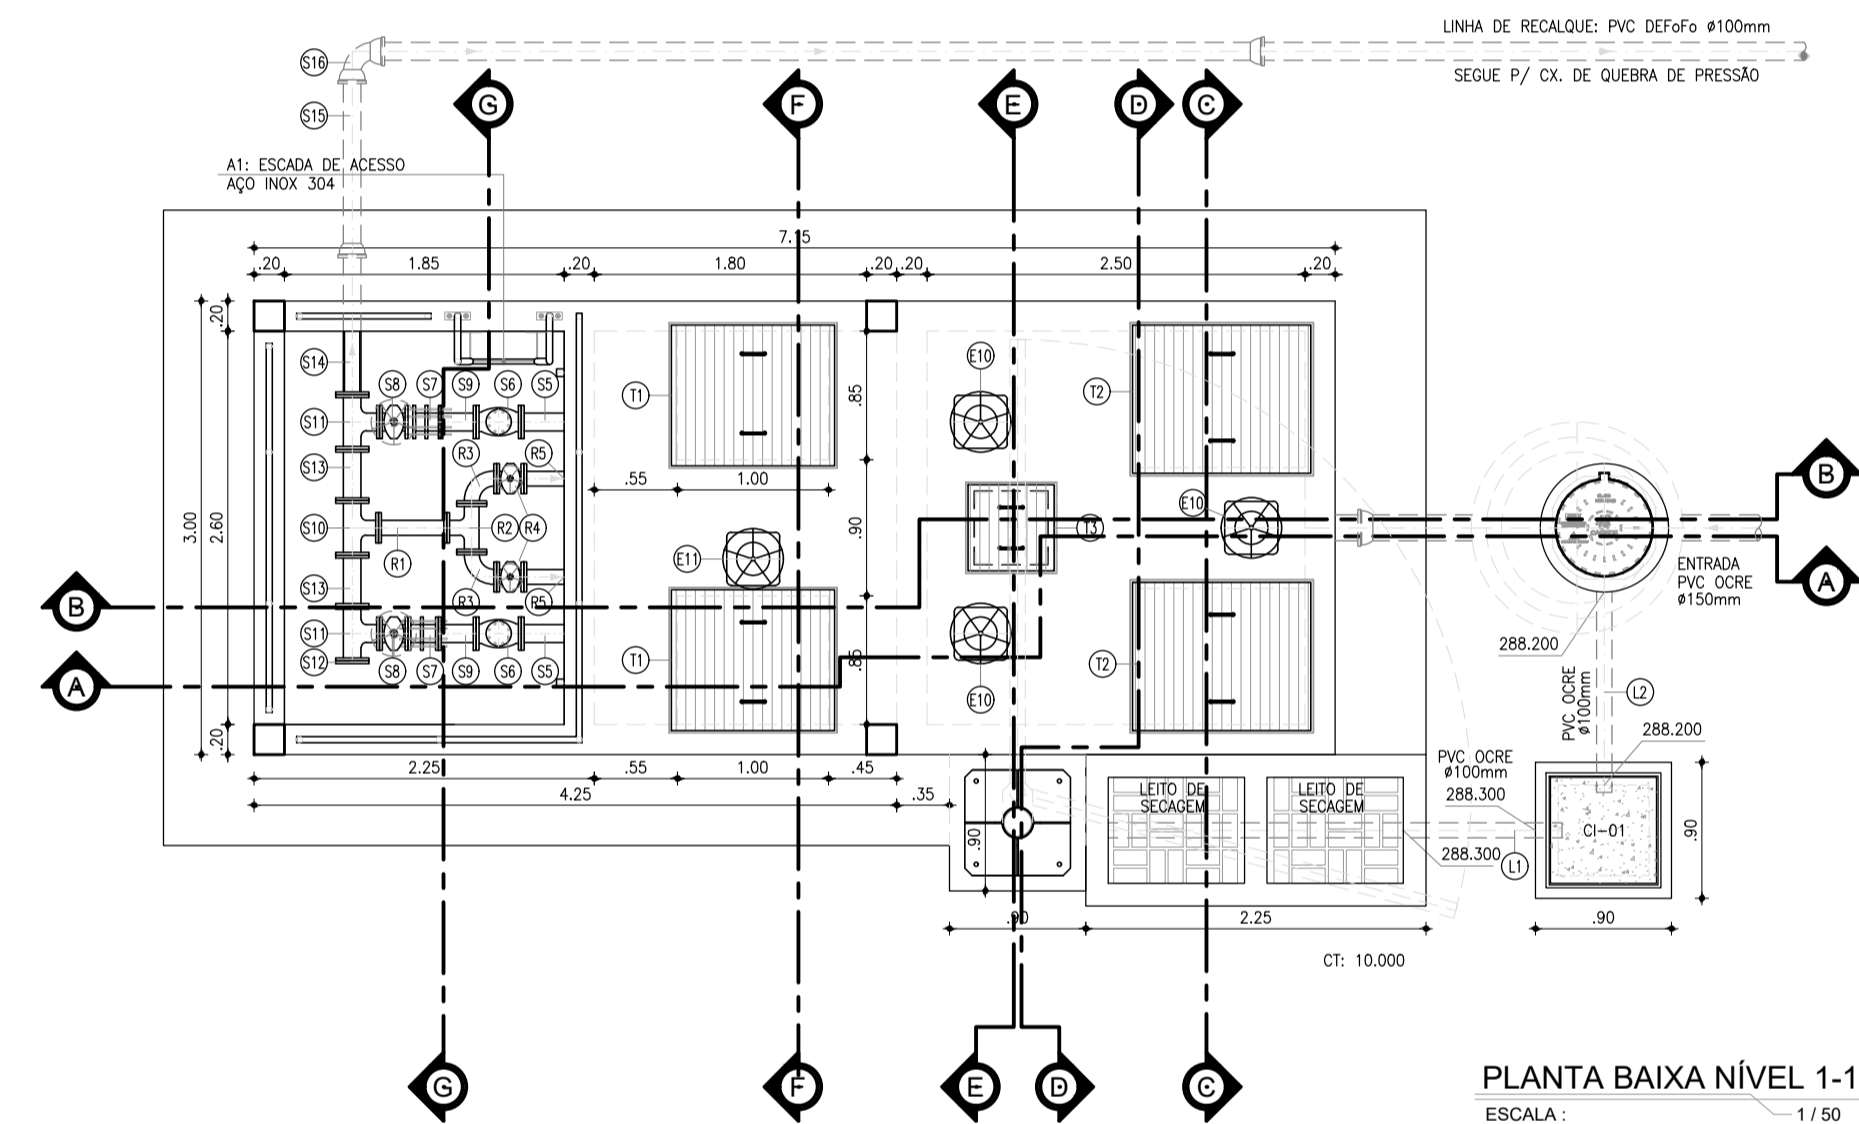 LINHA DE RECALQUE: PVC DEFoFo ø100mm
SEGUE P/ CX. DE QUEBRA DE PRESSÃO
S16
S15
G
F
E
D
C
A1: ESCADA DE ACESSO
AÇO INOX 304
7.15
.20
1.85
.20
1.80
.20
.20
2.50
.20
.20
3.00
2.60
.20
S14
S8
S7
S9
S6
S5
S11
S13
R3
R5
S10
R1
R2
R4
S13
R3
R5
S11
S12
S8
S7
S9
S6
S5
T1
.85
.55
1.00
.90
E11
T1
.85
E10
T2
E10
T3
E10
T2
B
A
B
A
ENTRADA
PVC OCRE
ø150mm
288.200
PVC OCRE
ø100mm
L2
288.200
PVC OCRE
ø100mm
288.300
2.25
.55
1.00
.45
4.25
.35
.90
LEITO DE
SECAGEM
LEITO DE
SECAGEM
288.300
L1
CI-01
.90
.90
2.25
.90
CT: 10.000
G
F
E
D
C
PLANTA BAIXA NÍVEL 1-1
ESCALA :
1 / 50